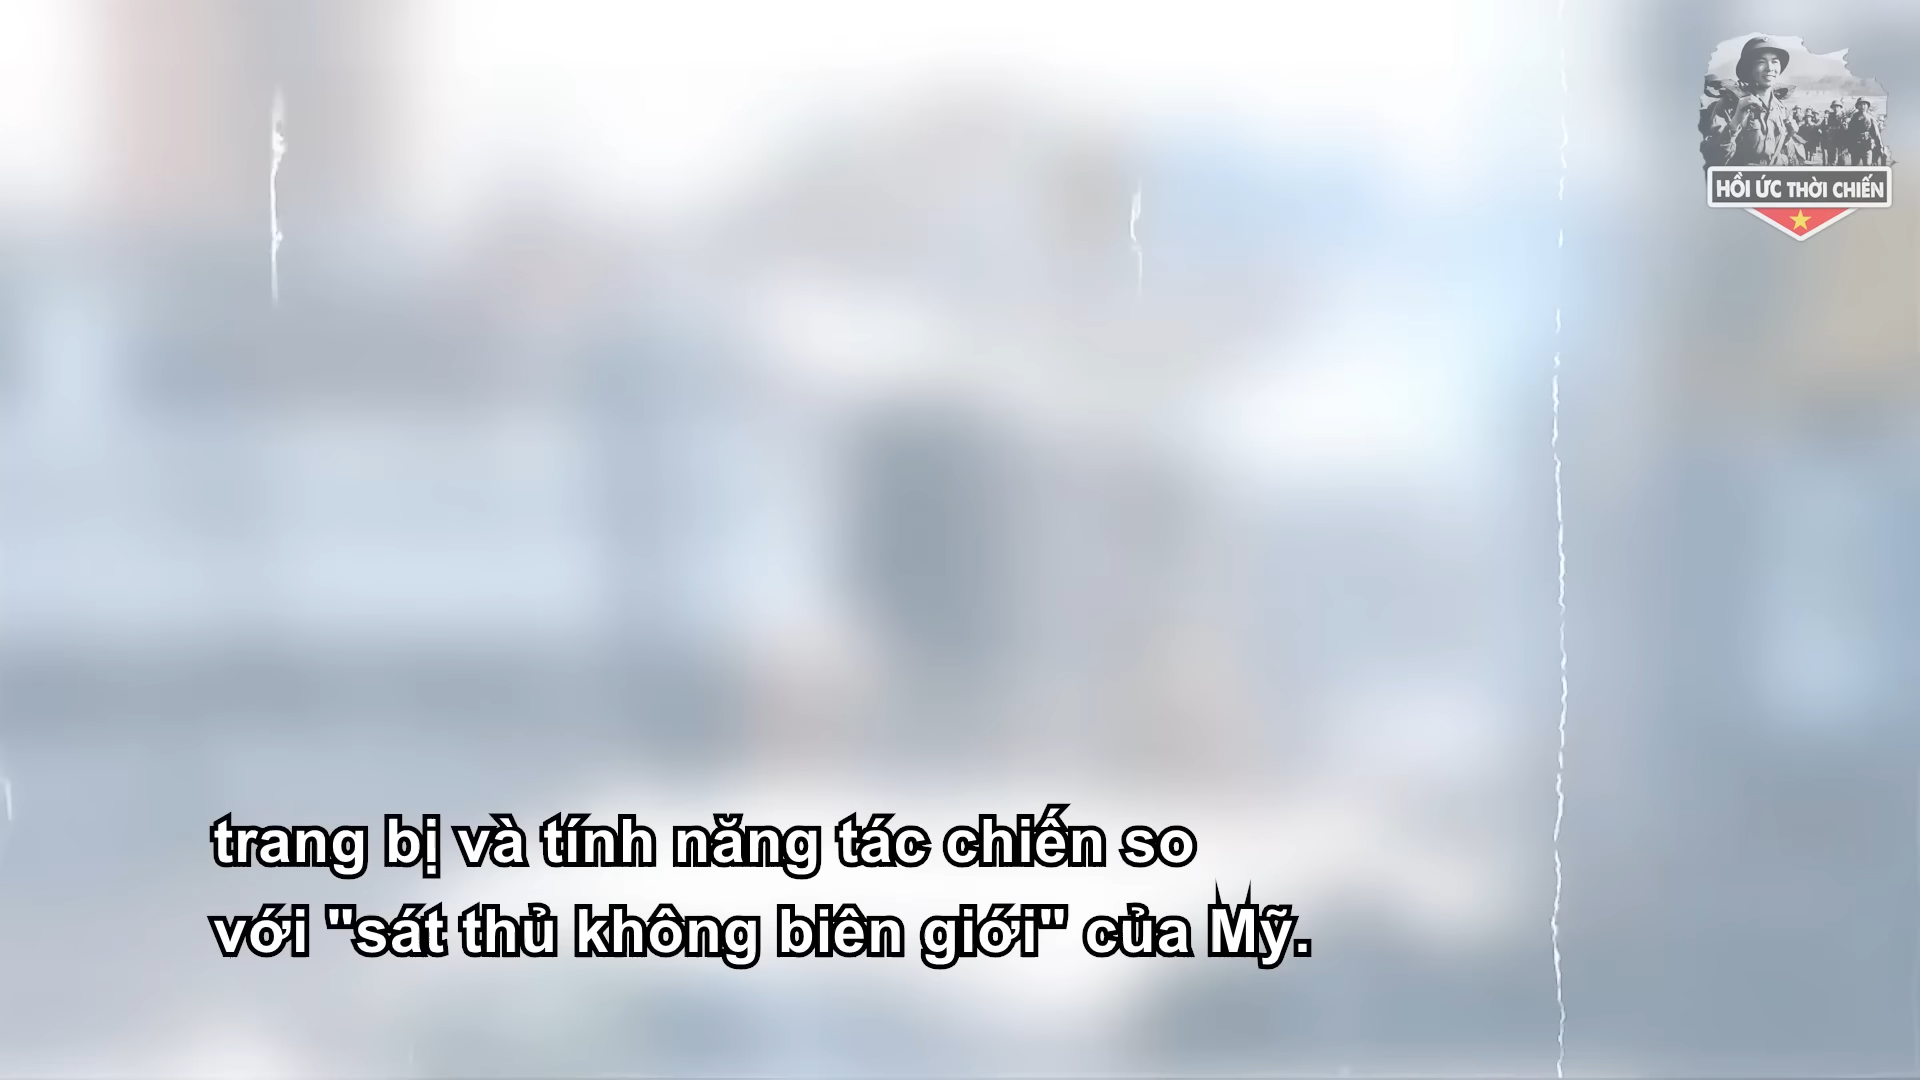 HỒI ỨC THỜI CHIẾN
trang bị và tính năng tác chiến so
với "sát thủ không biên giới" của Mỹ.